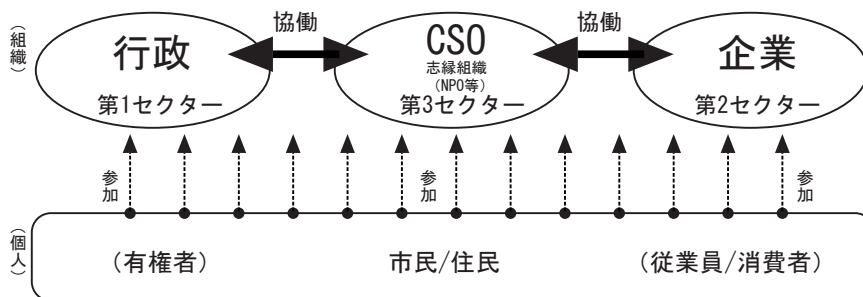 （組織）
協働
協働
行政
第1セクター
CSO
志縁組織
（NPO等）
第3セクター
企業
第2セクター
参加
参加
参加
（個人）
（有権者）
市民/住民
（従業員/消費者）